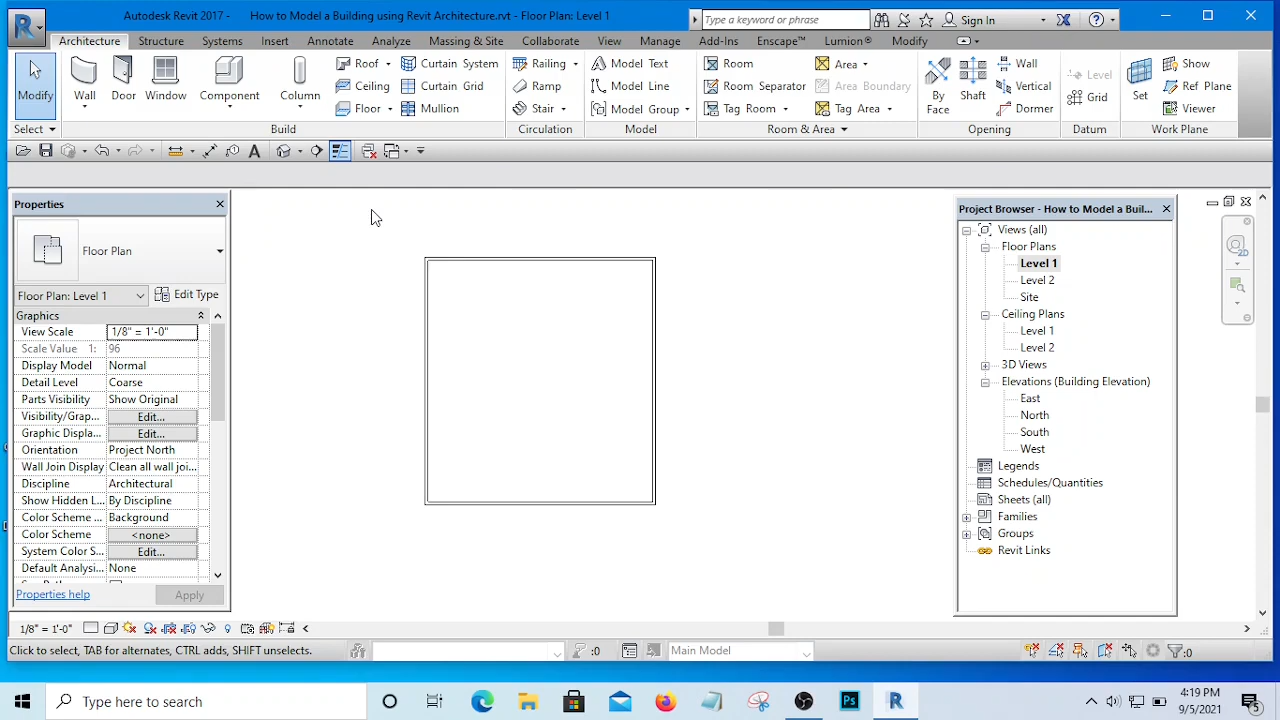 Autodesk Revit 2017 - How to Model a Building using Revit Architecture.rvt - Floor Plan: Level 1
Type a keyword or phrase
Sign In
Architecture Structure Systems Insert Annotate Analyze Massing & Site Collaborate View Manage Add-Ins Enscape™ Lumion® Modify
Modify
Wall
Door
Window
Component
Column
Roof
Ceiling
Floor
Curtain System
Curtain Grid
Mullion
Railing
Ramp
Stair
Model Text
Model Line
Model Group
Room
Room Separator
Tag Room
Area
Area Boundary
Tag Area
By Face
Shaft
Wall
Vertical
Dormer
Level
Grid
Set
Show
Ref Plane
Viewer
Select Build Circulation Model Room & Area Opening Datum Work Plane
Properties
Floor Plan
Floor Plan: Level 1 Edit Type
Graphics
View Scale 1/8" = 1'-0"
Scale Value 1: 96
Display Model Normal
Detail Level Coarse
Parts Visibility Show Original
Visibility/Grap... Edit...
Graphic Displa... Edit...
Orientation Project North
Wall Join Display Clean all wall joi...
Discipline Architectural
Show Hidden L... By Discipline
Color Scheme ... Background
Color Scheme <none>
System Color S... Edit...
Default Analysi... None
Properties help Apply
Project Browser - How to Model a Buil...
Views (all)
Floor Plans
Level 1
Level 2
Site
Ceiling Plans
Level 1
Level 2
3D Views
Elevations (Building Elevation)
East
North
South
West
Legends
Schedules/Quantities
Sheets (all)
Families
Groups
Revit Links
2D
1/8" = 1'-0"
Click to select, TAB for alternates, CTRL adds, SHIFT unselects.
:0
Main Model
:0
Type here to search
Ps
R
4:19 PM
9/5/2021
5